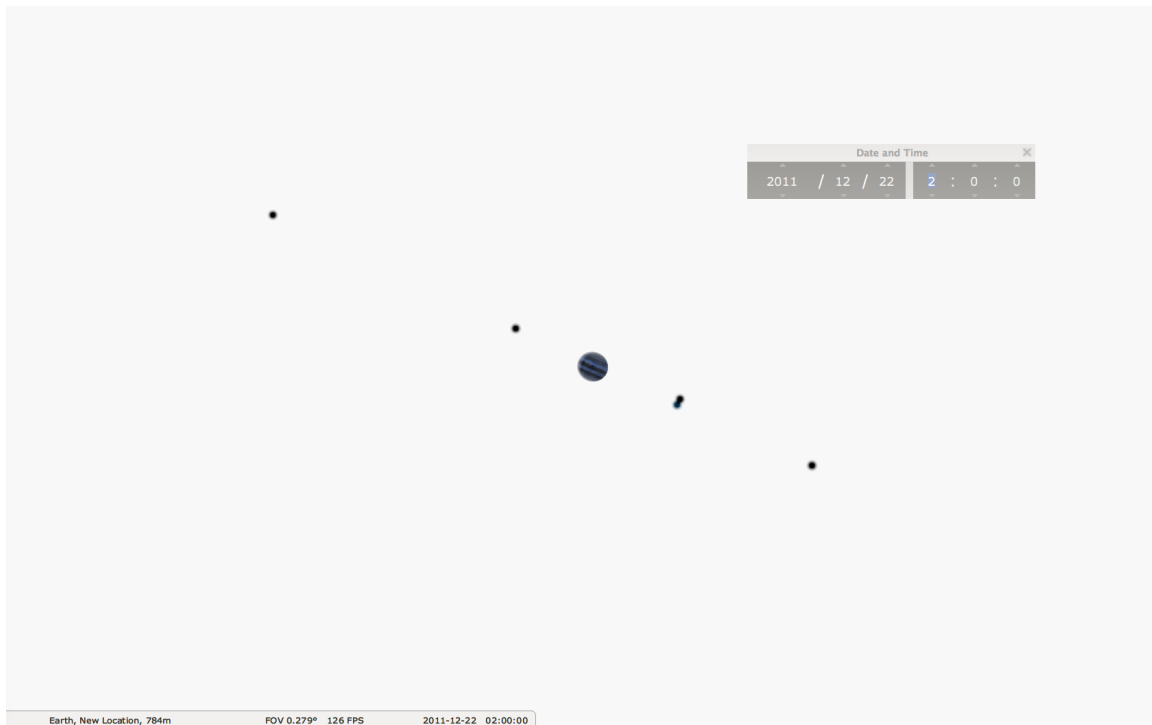 Date and Time
2011 / 12 / 22 2 : 0 : 0
Earth, New Location, 784m FOV 0.279° 126 FPS 2011-12-22 02:00:00